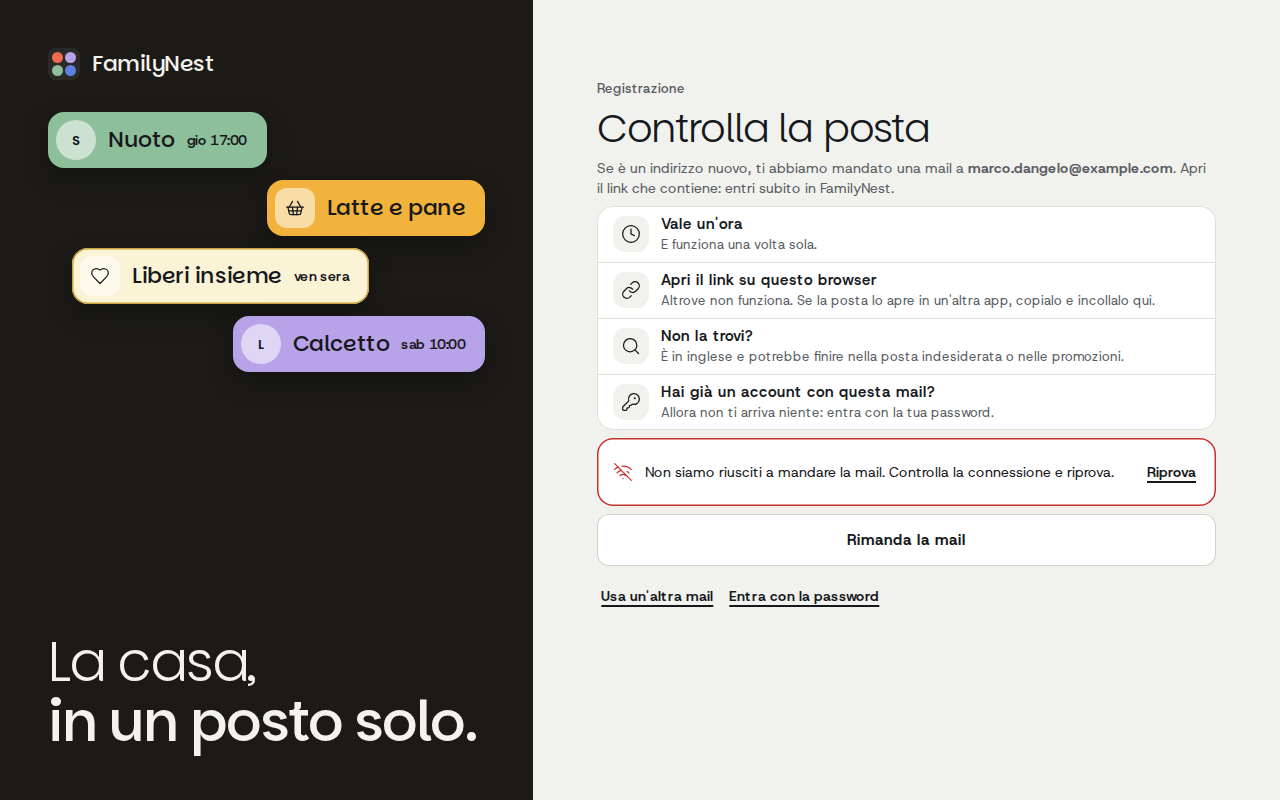 FamilyNest
S Nuoto gio 17:00
Latte e pane
Liberi insieme ven sera
L Calcetto sab 10:00
La casa,
in un posto solo.
Registrazione
Controlla la posta
Se è un indirizzo nuovo, ti abbiamo mandato una mail a marco.dangelo@example.com. Apri
il link che contiene: entri subito in FamilyNest.
Vale un'ora
E funziona una volta sola.
Apri il link su questo browser
Altrove non funziona. Se la posta lo apre in un'altra app, copialo e incollalo qui.
Non la trovi?
È in inglese e potrebbe finire nella posta indesiderata o nelle promozioni.
Hai già un account con questa mail?
Allora non ti arriva niente: entra con la tua password.
Non siamo riusciti a mandare la mail. Controlla la connessione e riprova. Riprova
Rimanda la mail
Usa un'altra mail Entra con la password